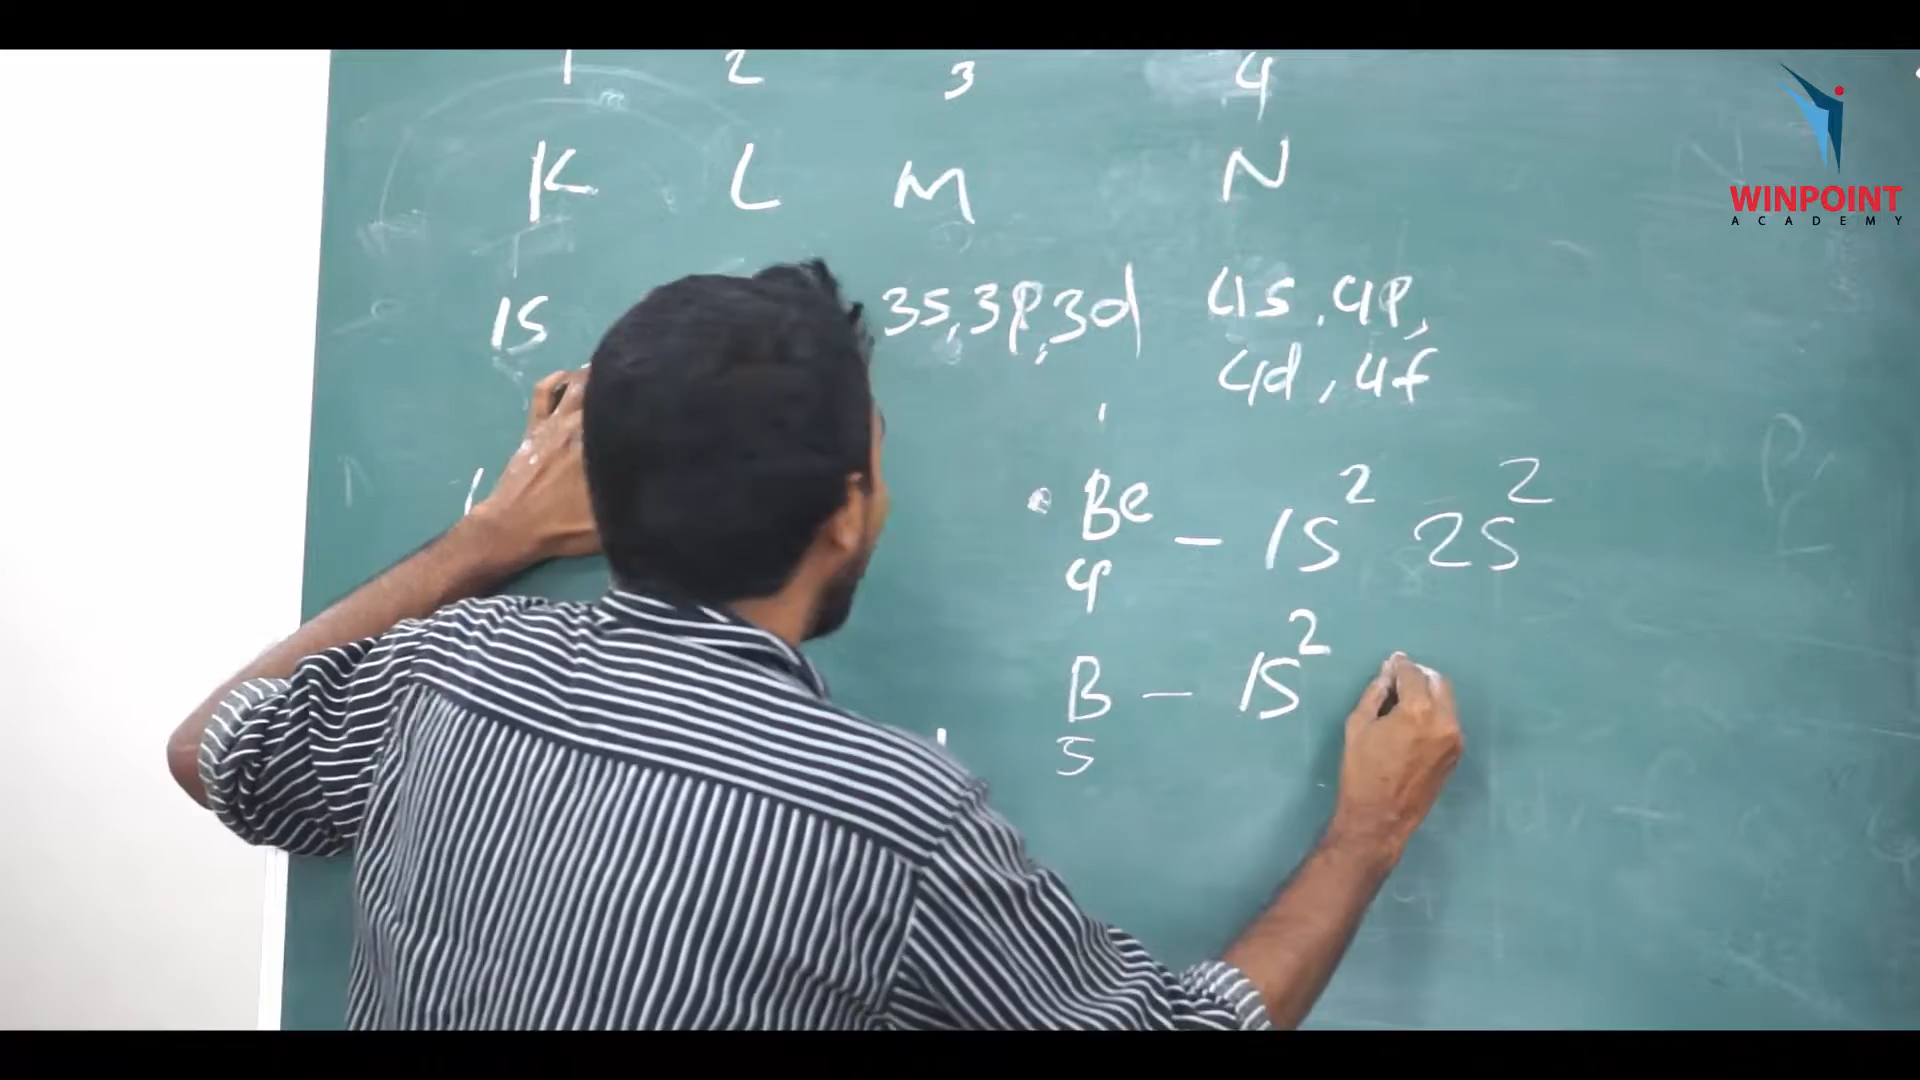 1 2 3 4
K L M N
1s 3s, 3p, 3d 4s, 4p,
4d, 4f
Be - 1s² 2s²
4
B - 1s²
5
WINPOINT
ACADEMY